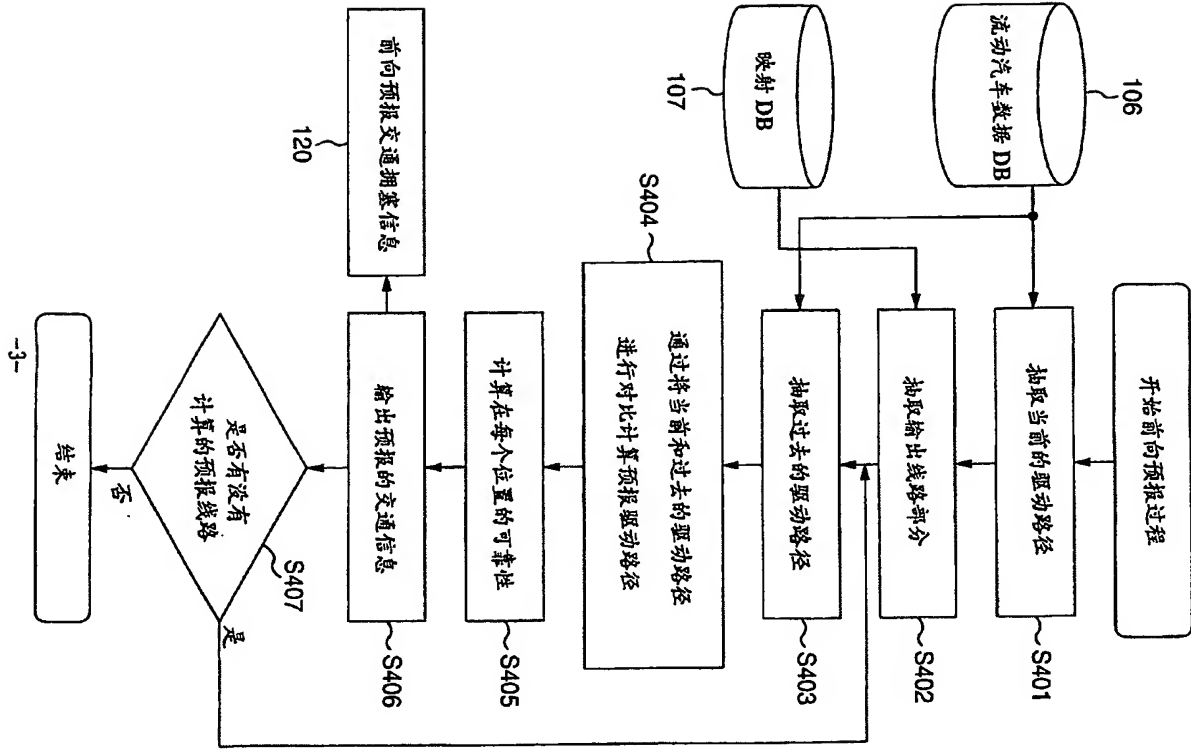 开始前向预报过程
流动汽车数据 DB
106
抽取当前的驱动路径
S401
映射 DB
107
抽取输出线路部分
S402
抽取过去的驱动路径
S403
通过将当前和过去的驱动路径
进行对比计算预报驱动路径
S404
计算在每个位置的可靠性
S405
输出预报的交通信息
S406
前向预报交通拥塞信息
120
是否有没有
计算的预报线路
S407
是
否
结束
-3-